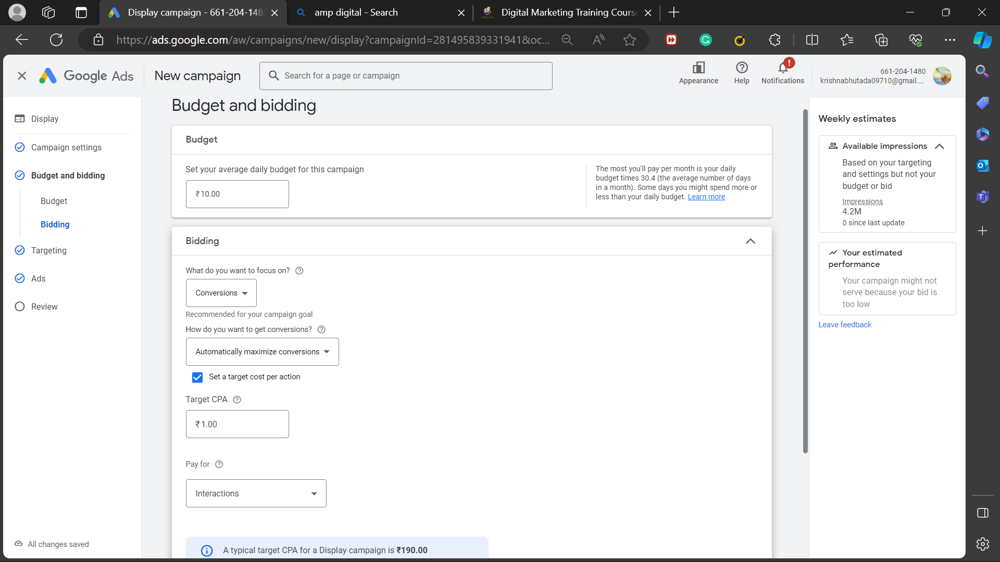 Display campaign - 661-204-148
amp digital - Search
Digital Marketing Training Cours
https://ads.google.com/aw/campaigns/new/display?campaignId=281495839331941&oc...
Google Ads
New campaign
Search for a page or campaign
Appearance
Help
Notifications
661-204-1480
krishnabhutada09710@gmail....
Display
Campaign settings
Budget and bidding
Budget
Bidding
Targeting
Ads
Review
All changes saved
Budget and bidding
Budget
Set your average daily budget for this campaign
₹10.00
The most you'll pay per month is your daily
budget times 30.4 (the average number of days
in a month). Some days you might spend more or
less than your daily budget. Learn more
Bidding
What do you want to focus on?
Conversions
Recommended for your campaign goal
How do you want to get conversions?
Automatically maximize conversions
Set a target cost per action
Target CPA
₹1.00
Pay for
Interactions
A typical target CPA for a Display campaign is ₹190.00
Weekly estimates
Available impressions
Based on your targeting
and settings but not your
budget or bid
Impressions
4.2M
0 since last update
Your estimated
performance
Your campaign might not
serve because your bid is
too low
Leave feedback